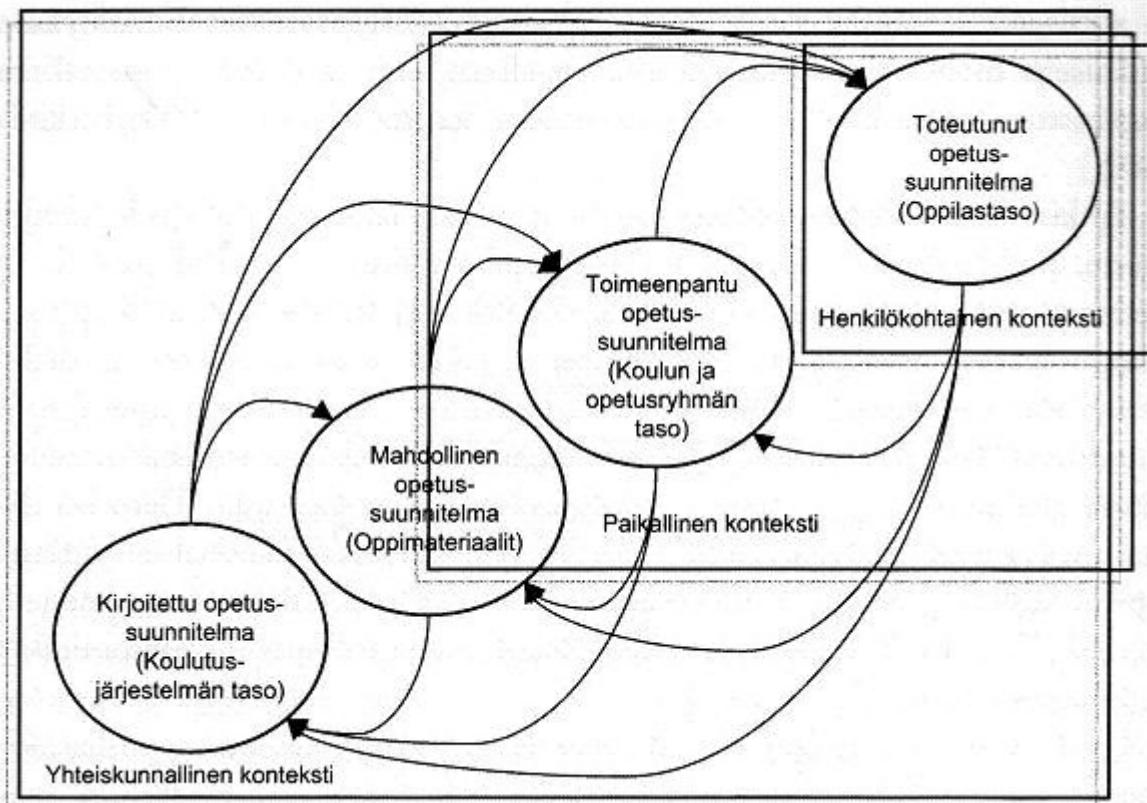 Toteutunut
opetus-
suunnitelma
(Oppilastaso)
Henkilökohtainen konteksti
Toimeenpantu
opetus-
suunnitelma
(Koulun ja
opetusryhmän
taso)
Paikallinen konteksti
Mahdollinen
opetus-
suunnitelma
(Oppimateriaalit)
Kirjoitettu opetus-
suunnitelma
(Koulutus-
järjestelmän taso)
Yhteiskunnallinen konteksti